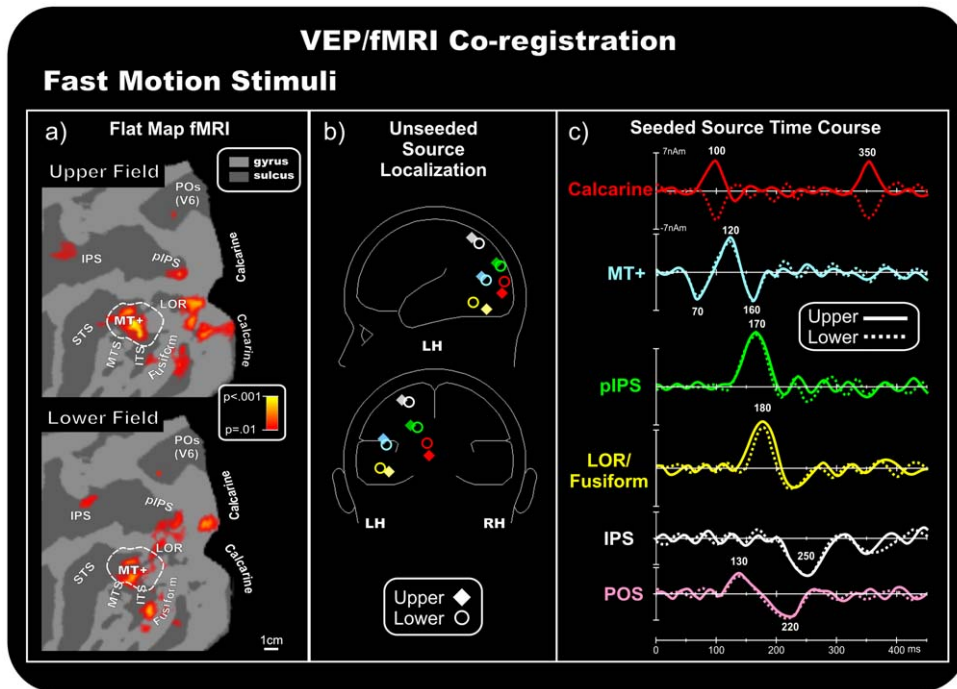 VEP/fMRI Co-registration
Fast Motion Stimuli
a)
Flat Map fMRI
Upper Field
gyrus
sulcus
POs
(V6)
IPS
pIPS
Calcarine
LOR
MT+
STS
MTS
ITS
Fusiform
Calcarine
p<.001
p=.01
Lower Field
POs
(V6)
IPS
pIPS
Calcarine
LOR
STS
MT+
MTS
ITS
Fusiform
Calcarine
1cm
b)
Unseeded
Source
Localization
LH
LH
RH
Upper
Lower
c)
Seeded Source Time Course
7nAm
100
350
Calcarine
-7nAm
120
MT+
70
160
Upper
Lower
170
pIPS
180
LOR/
Fusiform
IPS
250
130
POS
220
0 100 200 300 400 ms